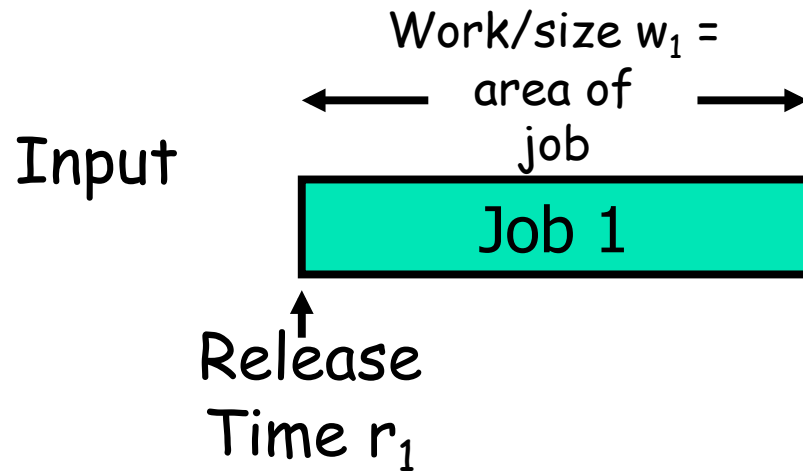 Work/size w₁ =
area of
job
Input
Job 1
Release
Time r₁